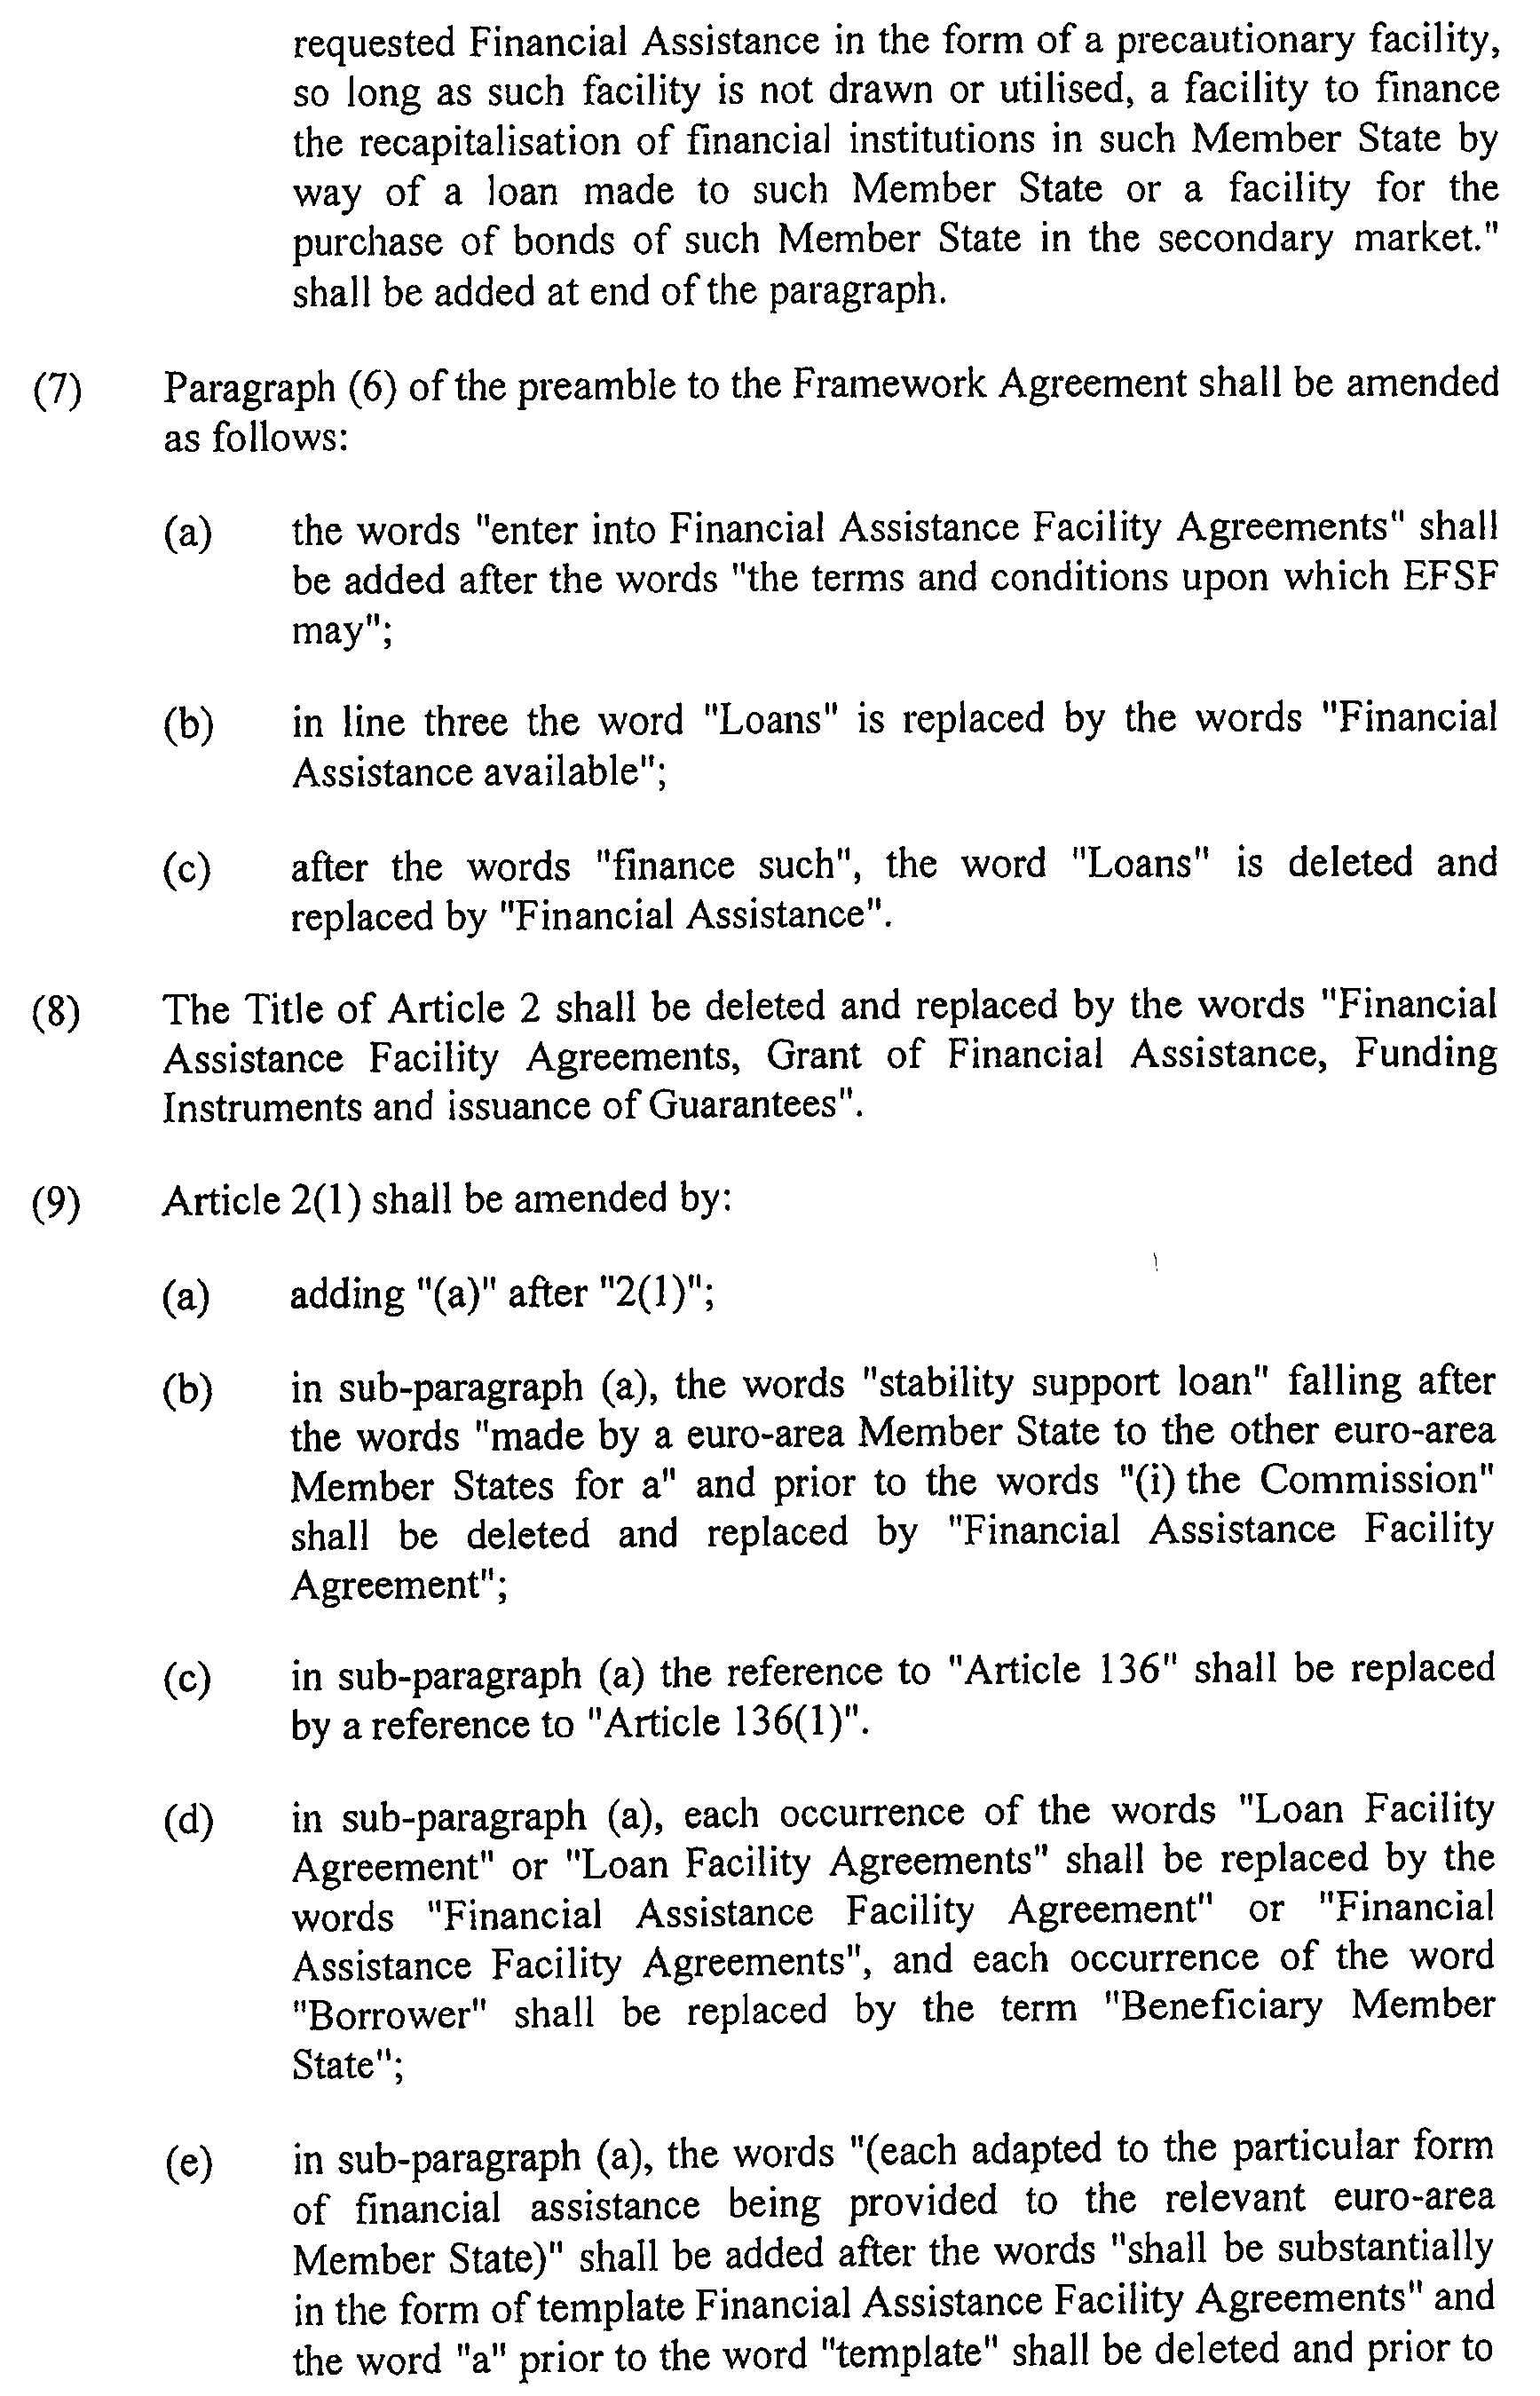 requested Financial Assistance in the form of a precautionary facility,
so long as such facility is not drawn or utilised, a facility to finance
the recapitalisation of financial institutions in such Member State by
way of a loan made to such Member State or a facility for the
purchase of bonds of such Member State in the secondary market."
shall be added at end of the paragraph.
(7) Paragraph (6) of the preamble to the Framework Agreement shall be amended
as follows:
(a) the words "enter into Financial Assistance Facility Agreements" shall
be added after the words "the terms and conditions upon which EFSF
may";
(b) in line three the word "Loans" is replaced by the words "Financial
Assistance available";
(c) after the words "finance such", the word "Loans" is deleted and
replaced by "Financial Assistance".
(8) The Title of Article 2 shall be deleted and replaced by the words "Financial
Assistance Facility Agreements, Grant of Financial Assistance, Funding
Instruments and issuance of Guarantees".
(9) Article 2(1) shall be amended by:
(a) adding "(a)" after "2(1)";
(b) in sub-paragraph (a), the words "stability support loan" falling after
the words "made by a euro-area Member State to the other euro-area
Member States for a" and prior to the words "(i) the Commission"
shall be deleted and replaced by "Financial Assistance Facility
Agreement";
(c) in sub-paragraph (a) the reference to "Article 136" shall be replaced
by a reference to "Article 136(1)".
(d) in sub-paragraph (a), each occurrence of the words "Loan Facility
Agreement" or "Loan Facility Agreements" shall be replaced by the
words "Financial Assistance Facility Agreement" or "Financial
Assistance Facility Agreements", and each occurrence of the word
"Borrower" shall be replaced by the term "Beneficiary Member
State";
(e) in sub-paragraph (a), the words "(each adapted to the particular form
of financial assistance being provided to the relevant euro-area
Member State)" shall be added after the words "shall be substantially
in the form of template Financial Assistance Facility Agreements" and
the word "a" prior to the word "template" shall be deleted and prior to